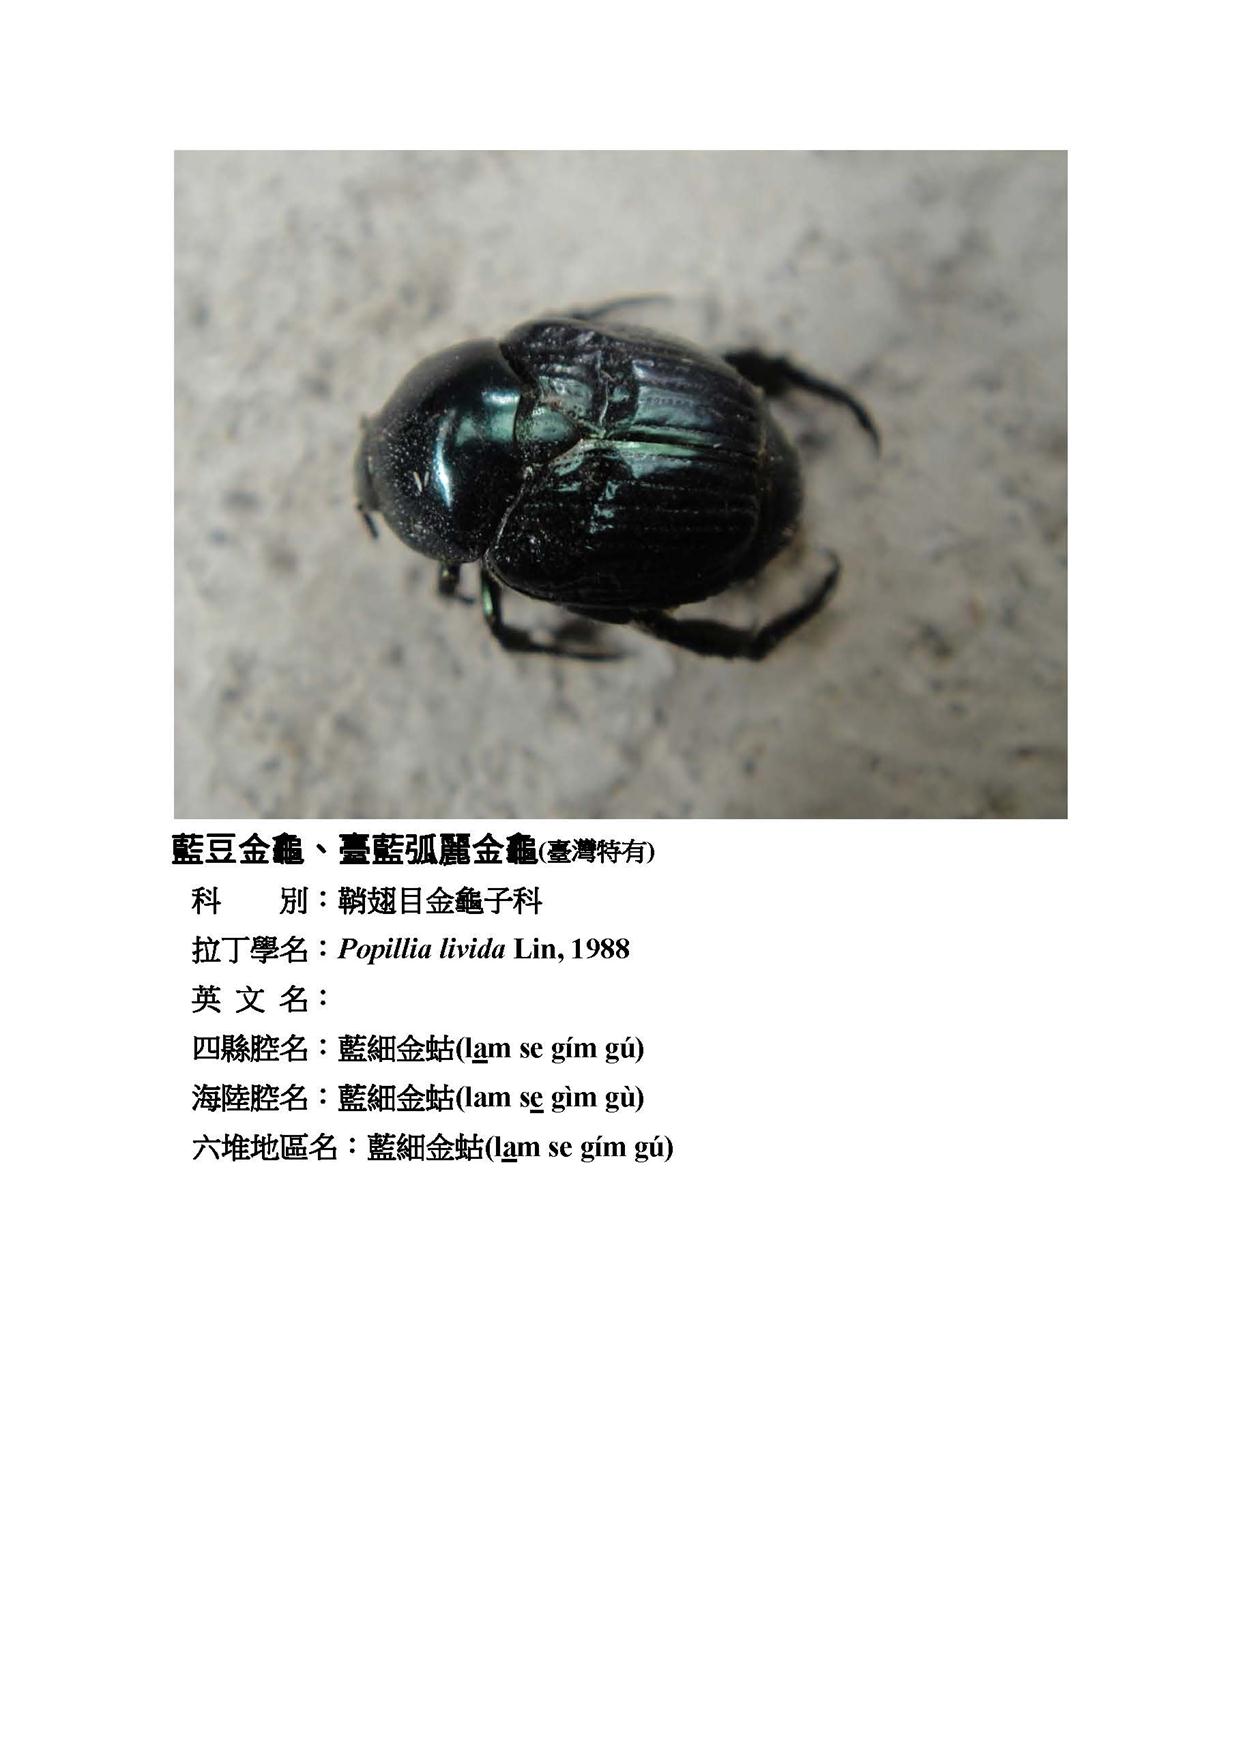 藍豆金龜、臺藍弧麗金龜(臺灣特有)
科　　別：鞘翅目金龜子科
拉丁學名：Popillia livida Lin, 1988
英 文 名：
四縣腔名：藍細金蛄(lam se gím gú)
海陸腔名：藍細金蛄(lam se gìm gù)
六堆地區名：藍細金蛄(lam se gím gú)